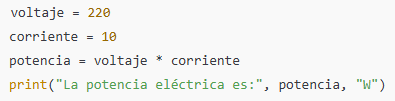 voltaje = 220
corriente = 10
potencia = voltaje * corriente
print("La potencia eléctrica es:", potencia, "W")